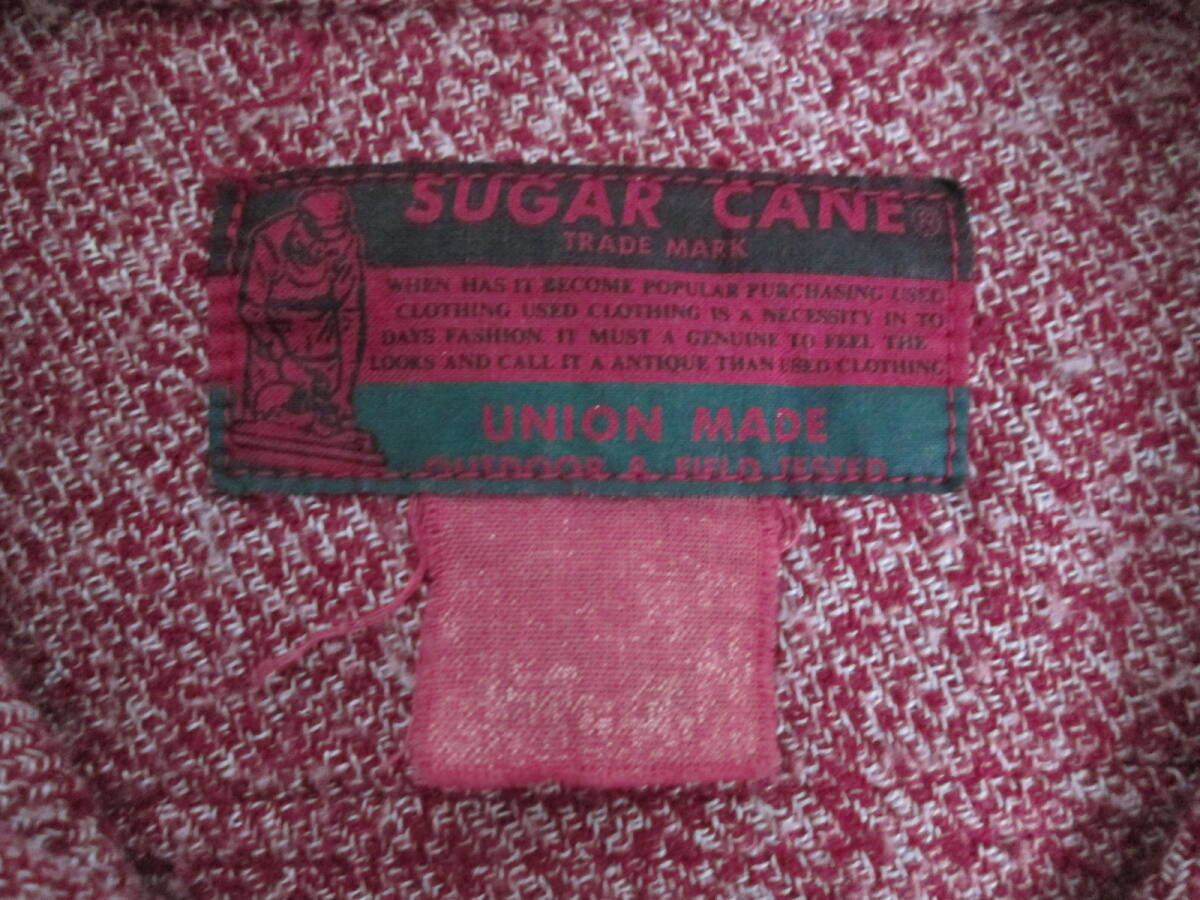 SUGAR CANE®
TRADE MARK
WHEN HAS IT BECOME POPULAR PURCHASING USED
CLOTHING USED CLOTHING IS A NECESSITY IN TO
DAYS FASHION. IT MUST A GENUINE TO FEEL THE
LOOKS AND CALL IT A ANTIQUE THAN USED CLOTHING
UNION MADE
OUTDOOR & FIELD TESTED